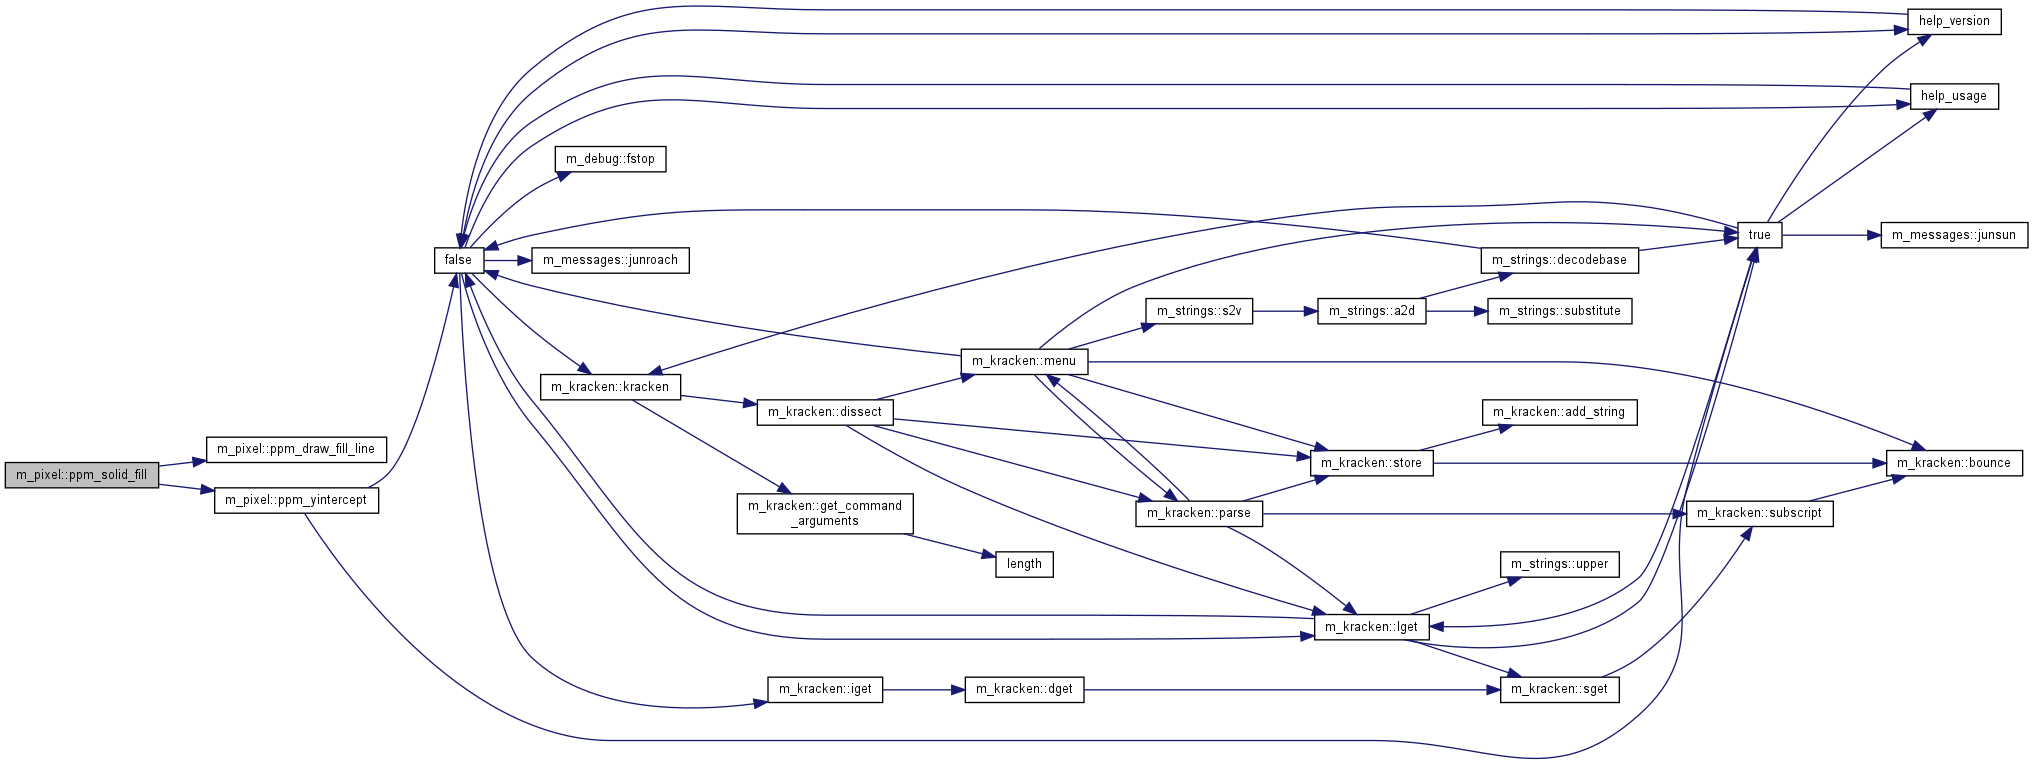 help_version
help_usage
m_debug::fstop
true
m_messages::junsun
false
m_messages::junroach
m_strings::decodebase
m_strings::s2v
m_strings::a2d
m_strings::substitute
m_kracken::menu
m_kracken::kracken
m_kracken::dissect
m_kracken::add_string
m_pixel::ppm_draw_fill_line
m_kracken::store
m_kracken::bounce
m_pixel::ppm_solid_fill
m_pixel::ppm_yintercept
m_kracken::get_command
_arguments
m_kracken::parse
m_kracken::subscript
length
m_strings::upper
m_kracken::lget
m_kracken::iget
m_kracken::dget
m_kracken::sget